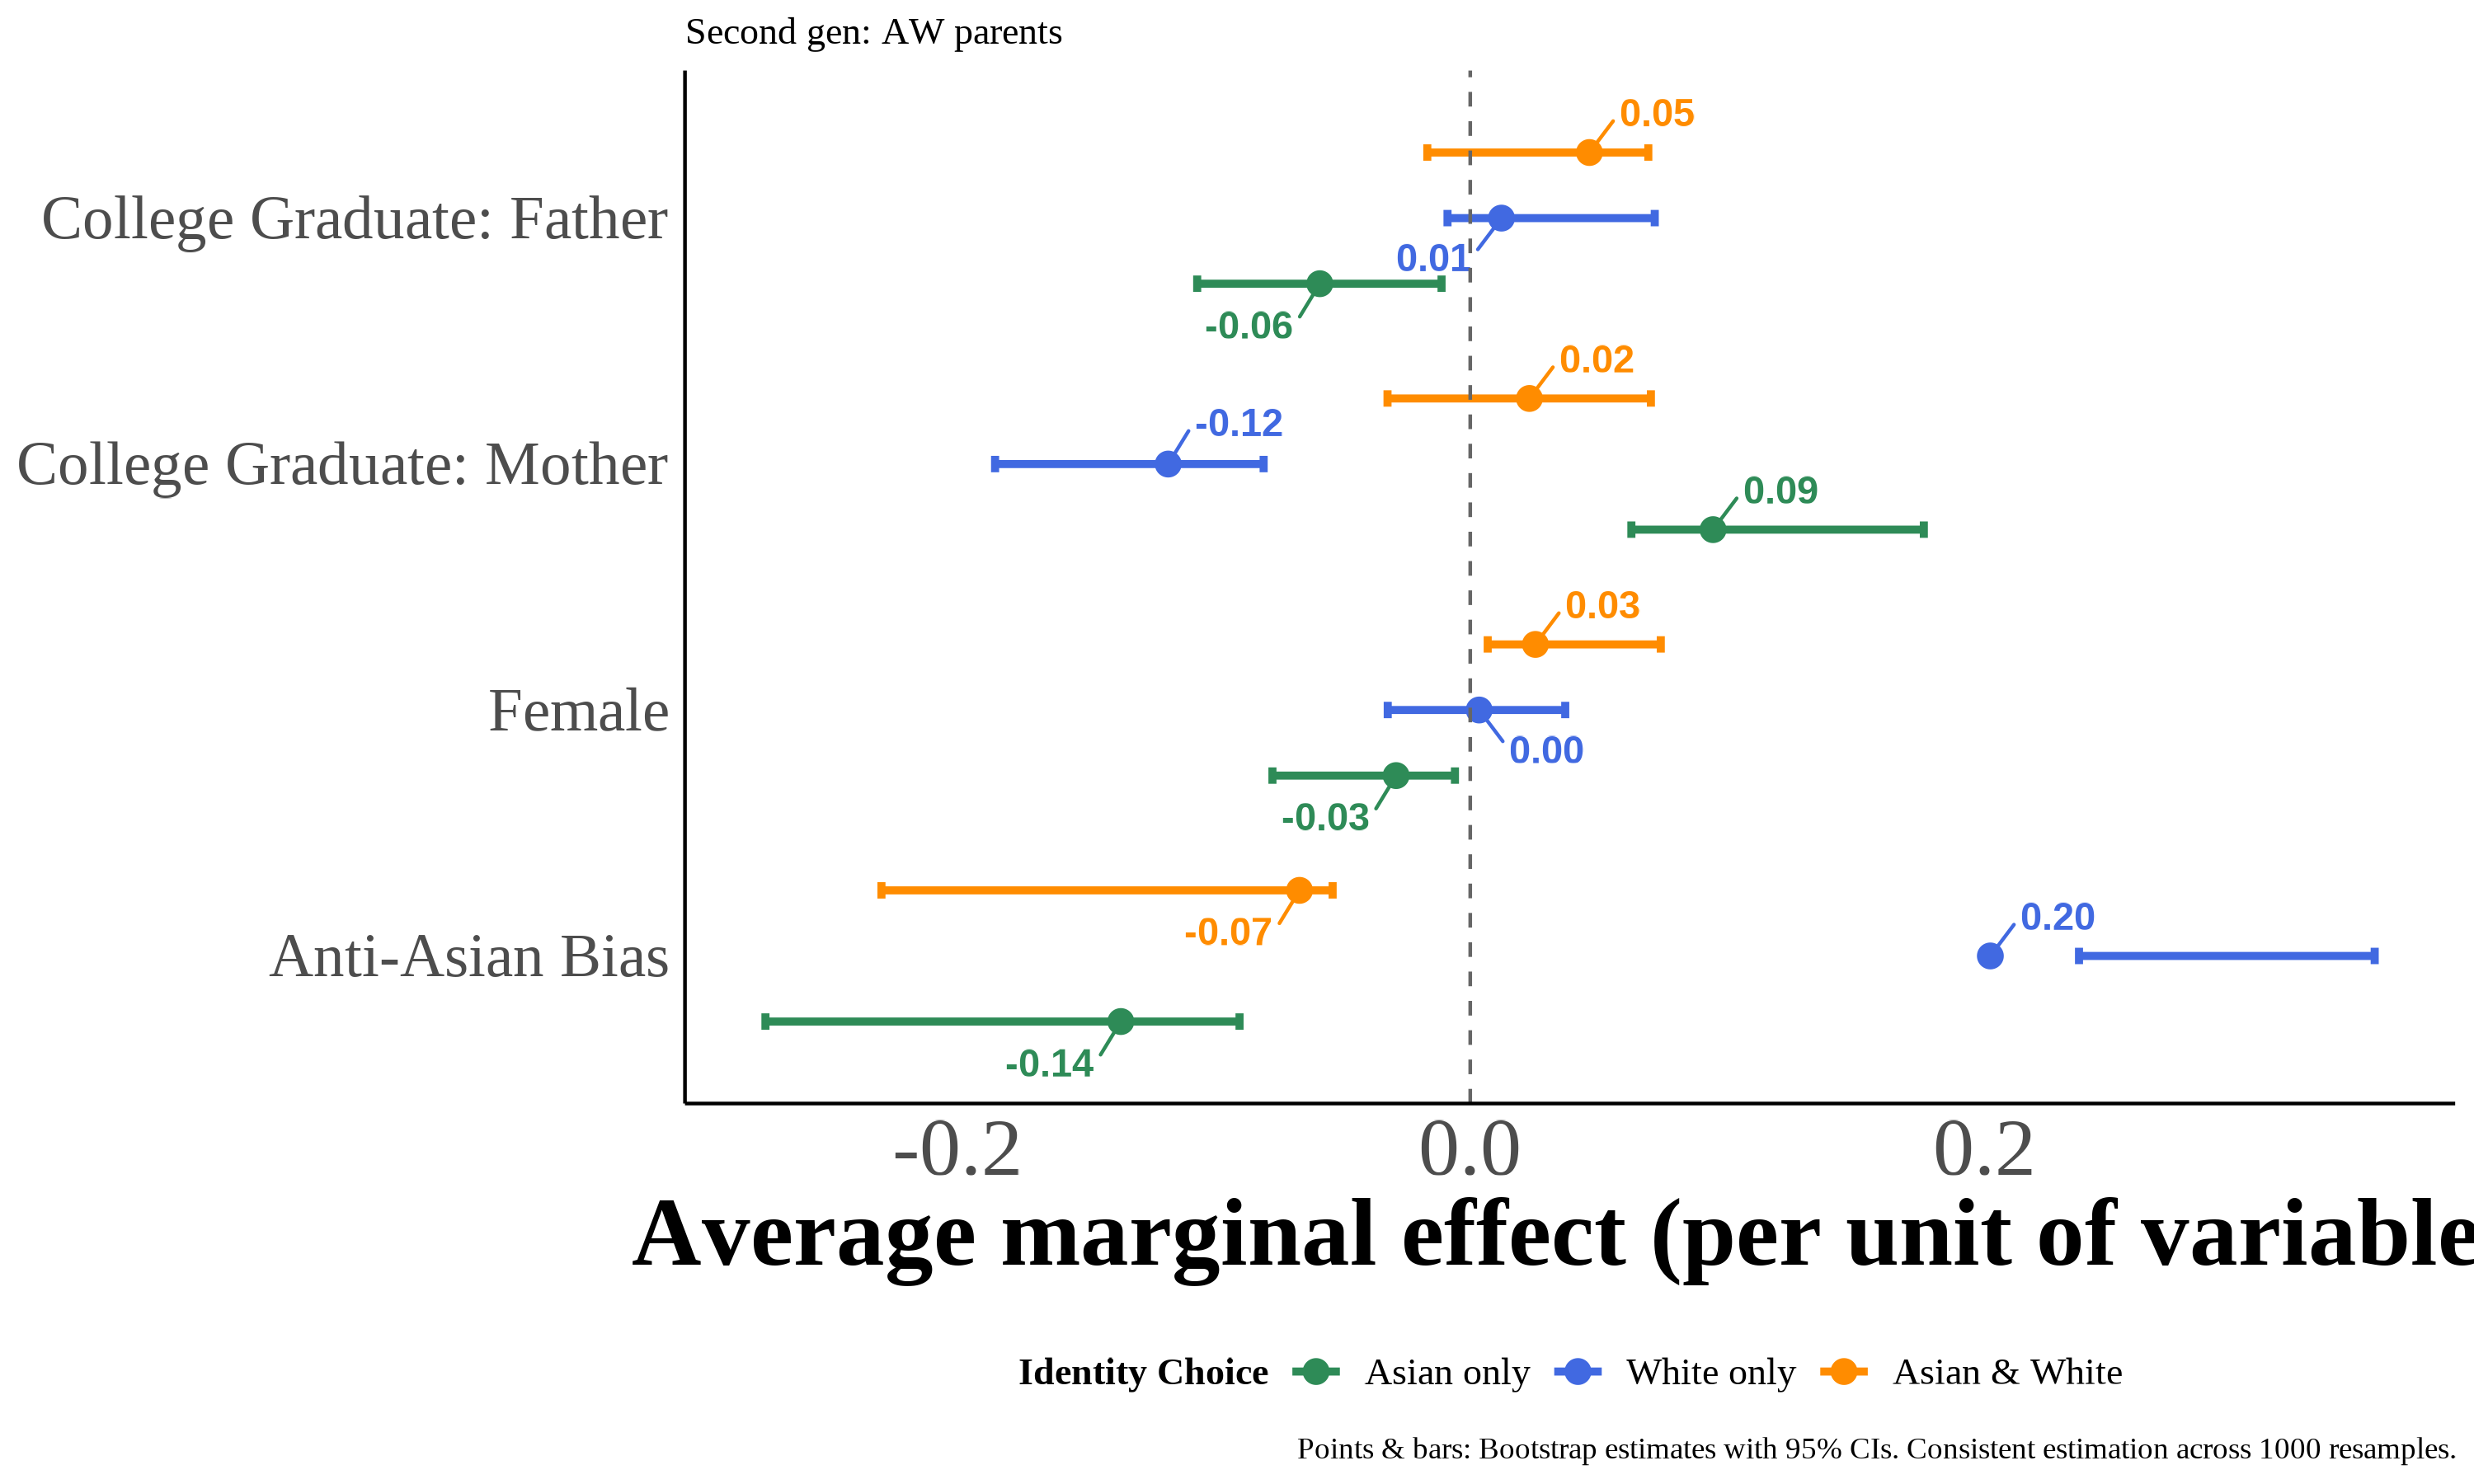 Second gen: AW parents
0.05
College Graduate: Father
0.01
-0.06
0.02
-0.12
College Graduate: Mother
0.09
0.03
Female
0.00
-0.03
-0.07
0.20
Anti-Asian Bias
-0.14
-0.2 0.0 0.2
Average marginal effect (per unit of variable
Identity Choice Asian only White only Asian & White
Points & bars: Bootstrap estimates with 95% CIs. Consistent estimation across 1000 resamples.